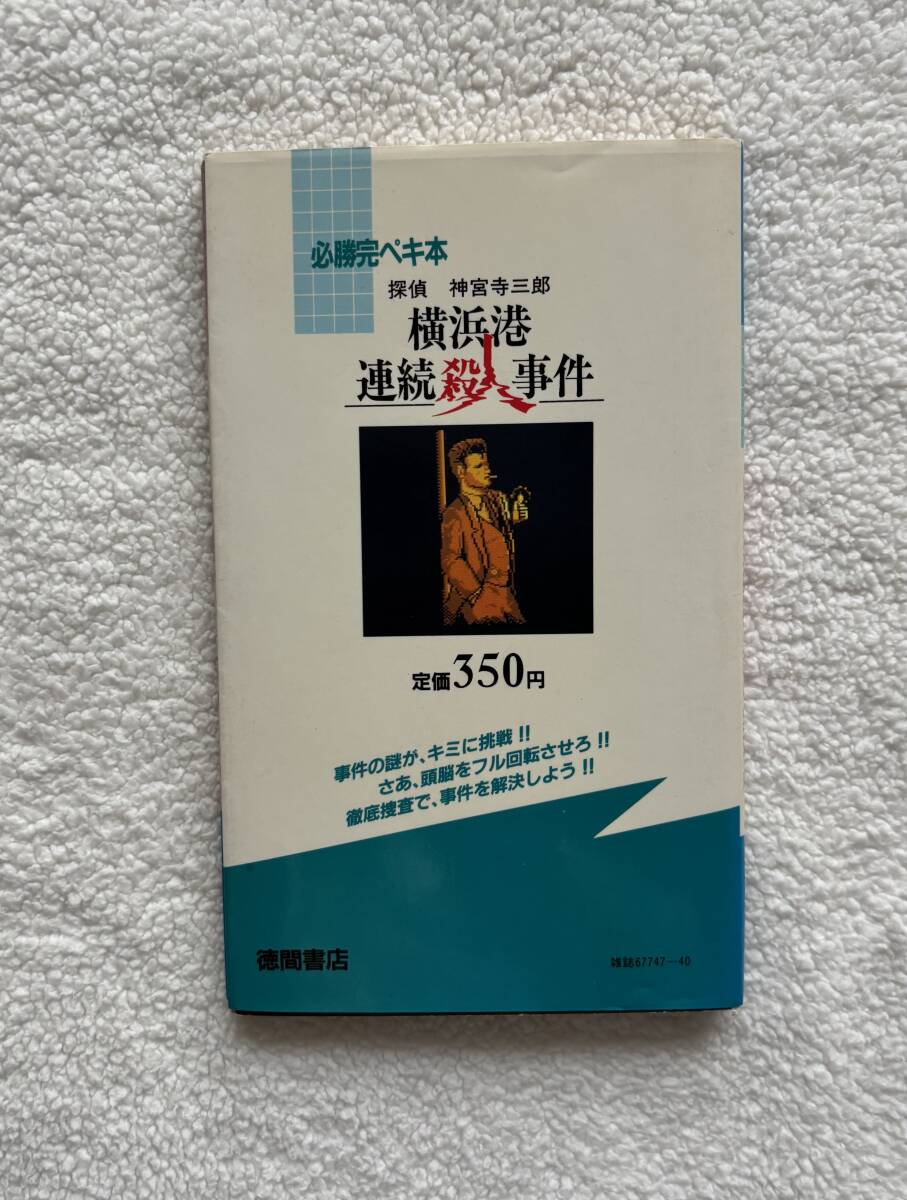 必勝完ペキ本
探偵 神宮寺三郎
横浜港
連続殺人事件
定価350円
事件の謎が、キミに挑戦!!
さあ、頭脳をフル回転させろ!!
徹底捜査で、事件を解決しよう!!
徳間書店
雑誌67747-40